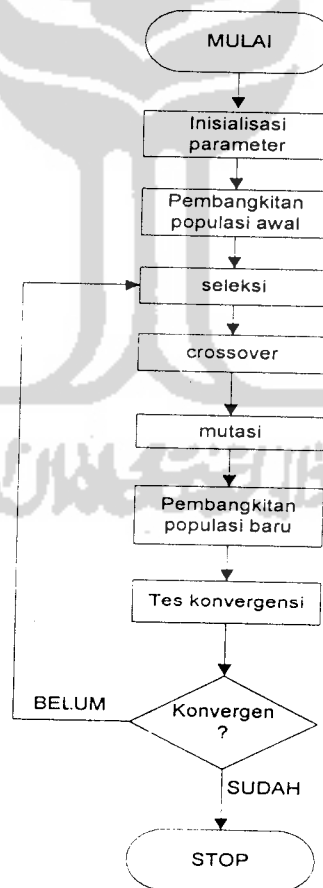 MULAI
Inisialisasi
parameter
Pembangkitan
populasi awal
seleksi
crossover
mutasi
Pembangkitan
populasi baru
Tes konvergensi
Konvergen
?
BELUM
SUDAH
STOP